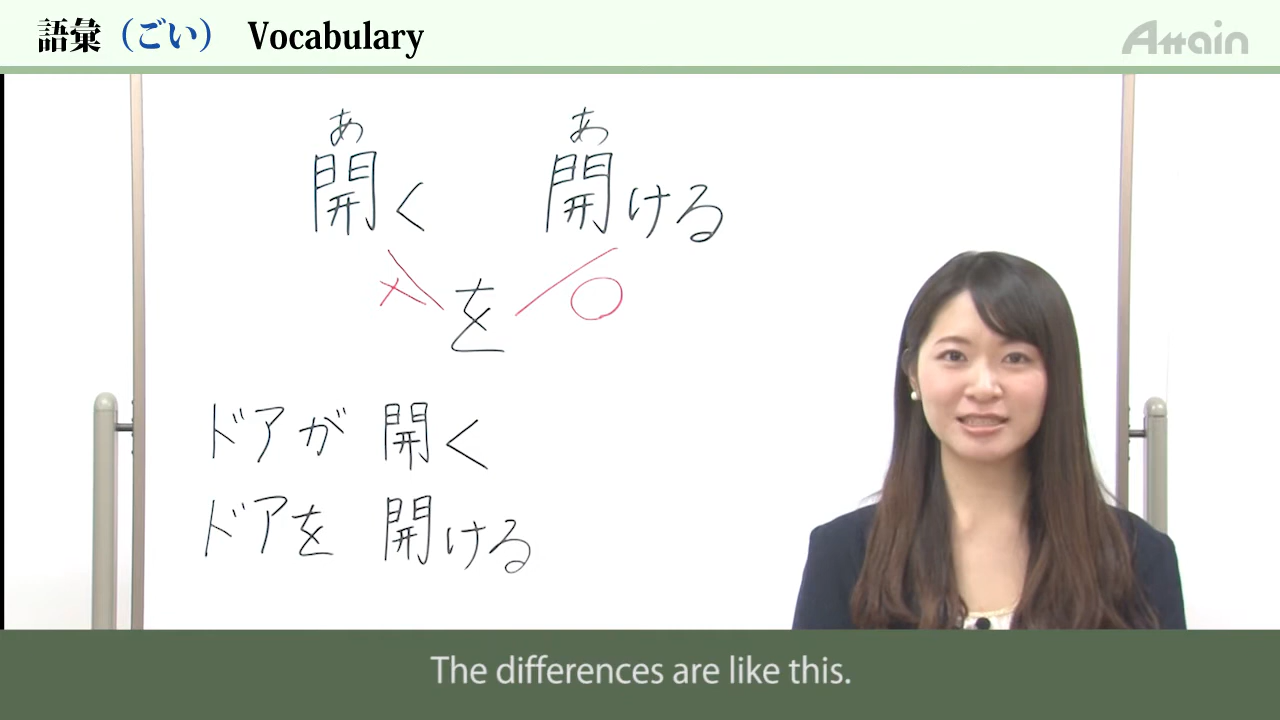 語彙（ごい） Vocabulary
Attain
あ あ
開く 開ける
を
ドアが 開く
ドアを 開ける
The differences are like this.